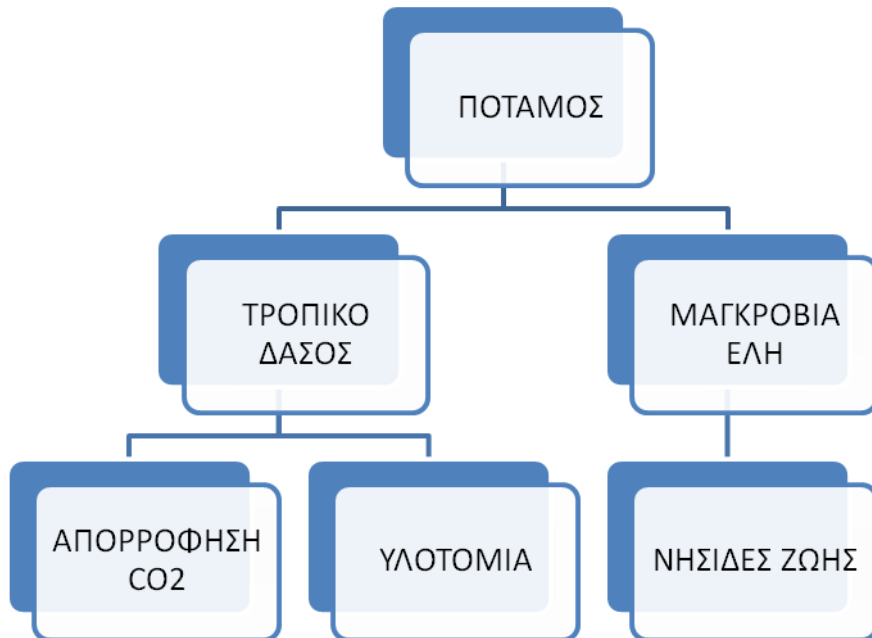 ΠΟΤΑΜΟΣ
ΤΡΟΠΙΚΟ
ΔΑΣΟΣ
ΜΑΓΚΡΟΒΙΑ
ΕΛΗ
ΑΠΟΡΡΟΦΗΣΗ
CO2
ΥΛΟΤΟΜΙΑ
ΝΗΣΙΔΕΣ ΖΩΗΣ